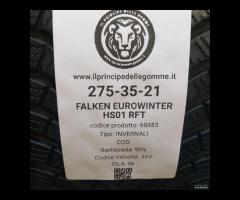 IL PRINCIPE DELLE GOMME
www.ilprincipedellegomme.it
275-35-21
FALKEN EUROWINTER
HS01 RFT
codice prodotto: 68483
Tipo: INVERNALI
COD:
Battistrada: 90%
Codice Velocità: 99V
FILA: 06